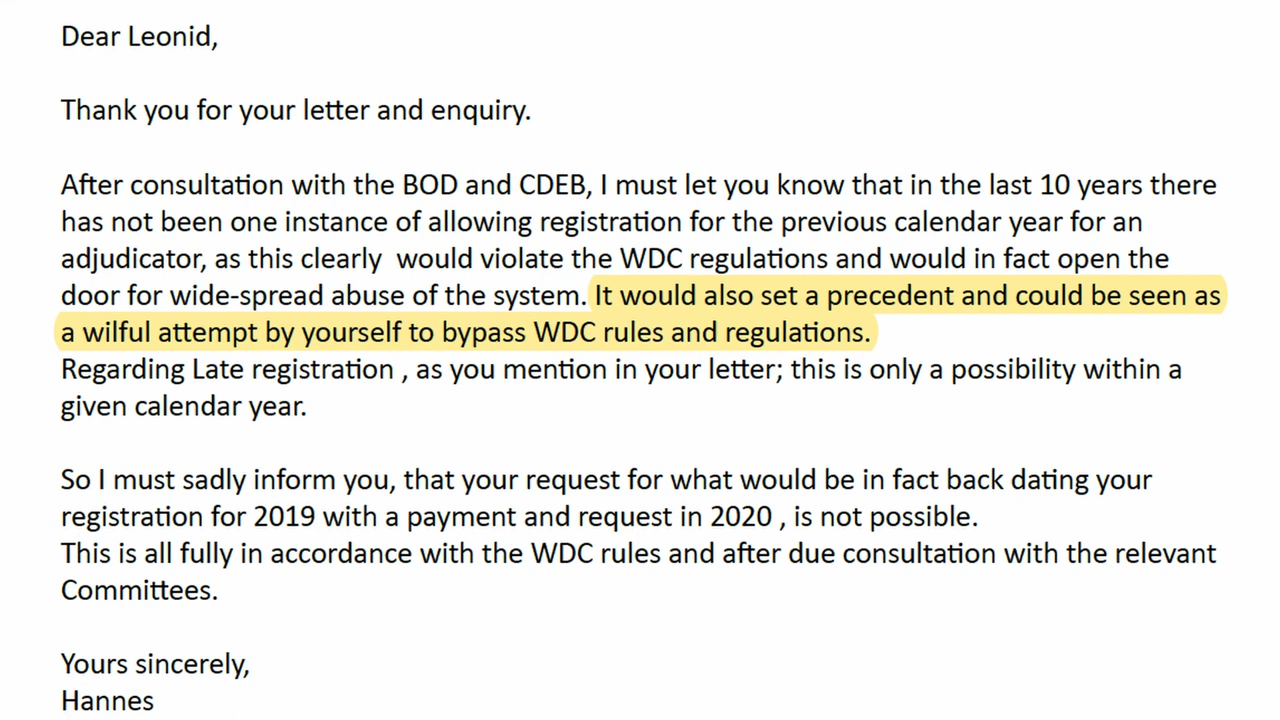 Dear Leonid,
Thank you for your letter and enquiry.
After consultation with the BOD and CDEB, I must let you know that in the last 10 years there
has not been one instance of allowing registration for the previous calendar year for an
adjudicator, as this clearly  would violate the WDC regulations and would in fact open the
door for wide-spread abuse of the system. It would also set a precedent and could be seen as
a wilful attempt by yourself to bypass WDC rules and regulations.
Regarding Late registration , as you mention in your letter; this is only a possibility within a
given calendar year.
So I must sadly inform you, that your request for what would be in fact back dating your
registration for 2019 with a payment and request in 2020 , is not possible.
This is all fully in accordance with the WDC rules and after due consultation with the relevant
Committees.
Yours sincerely,
Hannes